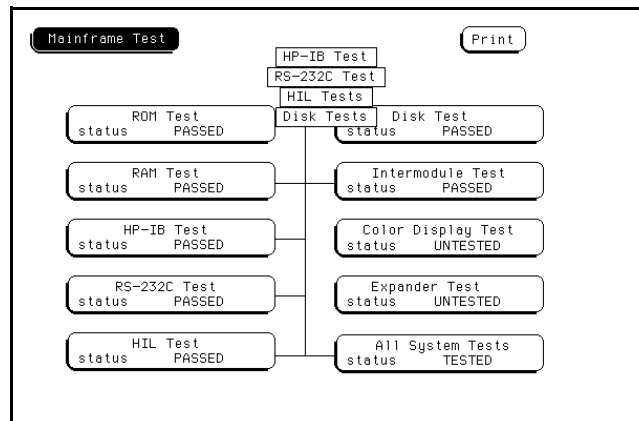 Mainframe Test
Print
HP-IB Test
RS-232C Test
HIL Tests
Disk Tests
ROM Test
status PASSED
Disk Test
status PASSED
RAM Test
status PASSED
Intermodule Test
status PASSED
HP-IB Test
status PASSED
Color Display Test
status UNTESTED
RS-232C Test
status PASSED
Expander Test
status UNTESTED
HIL Test
status PASSED
All System Tests
status TESTED